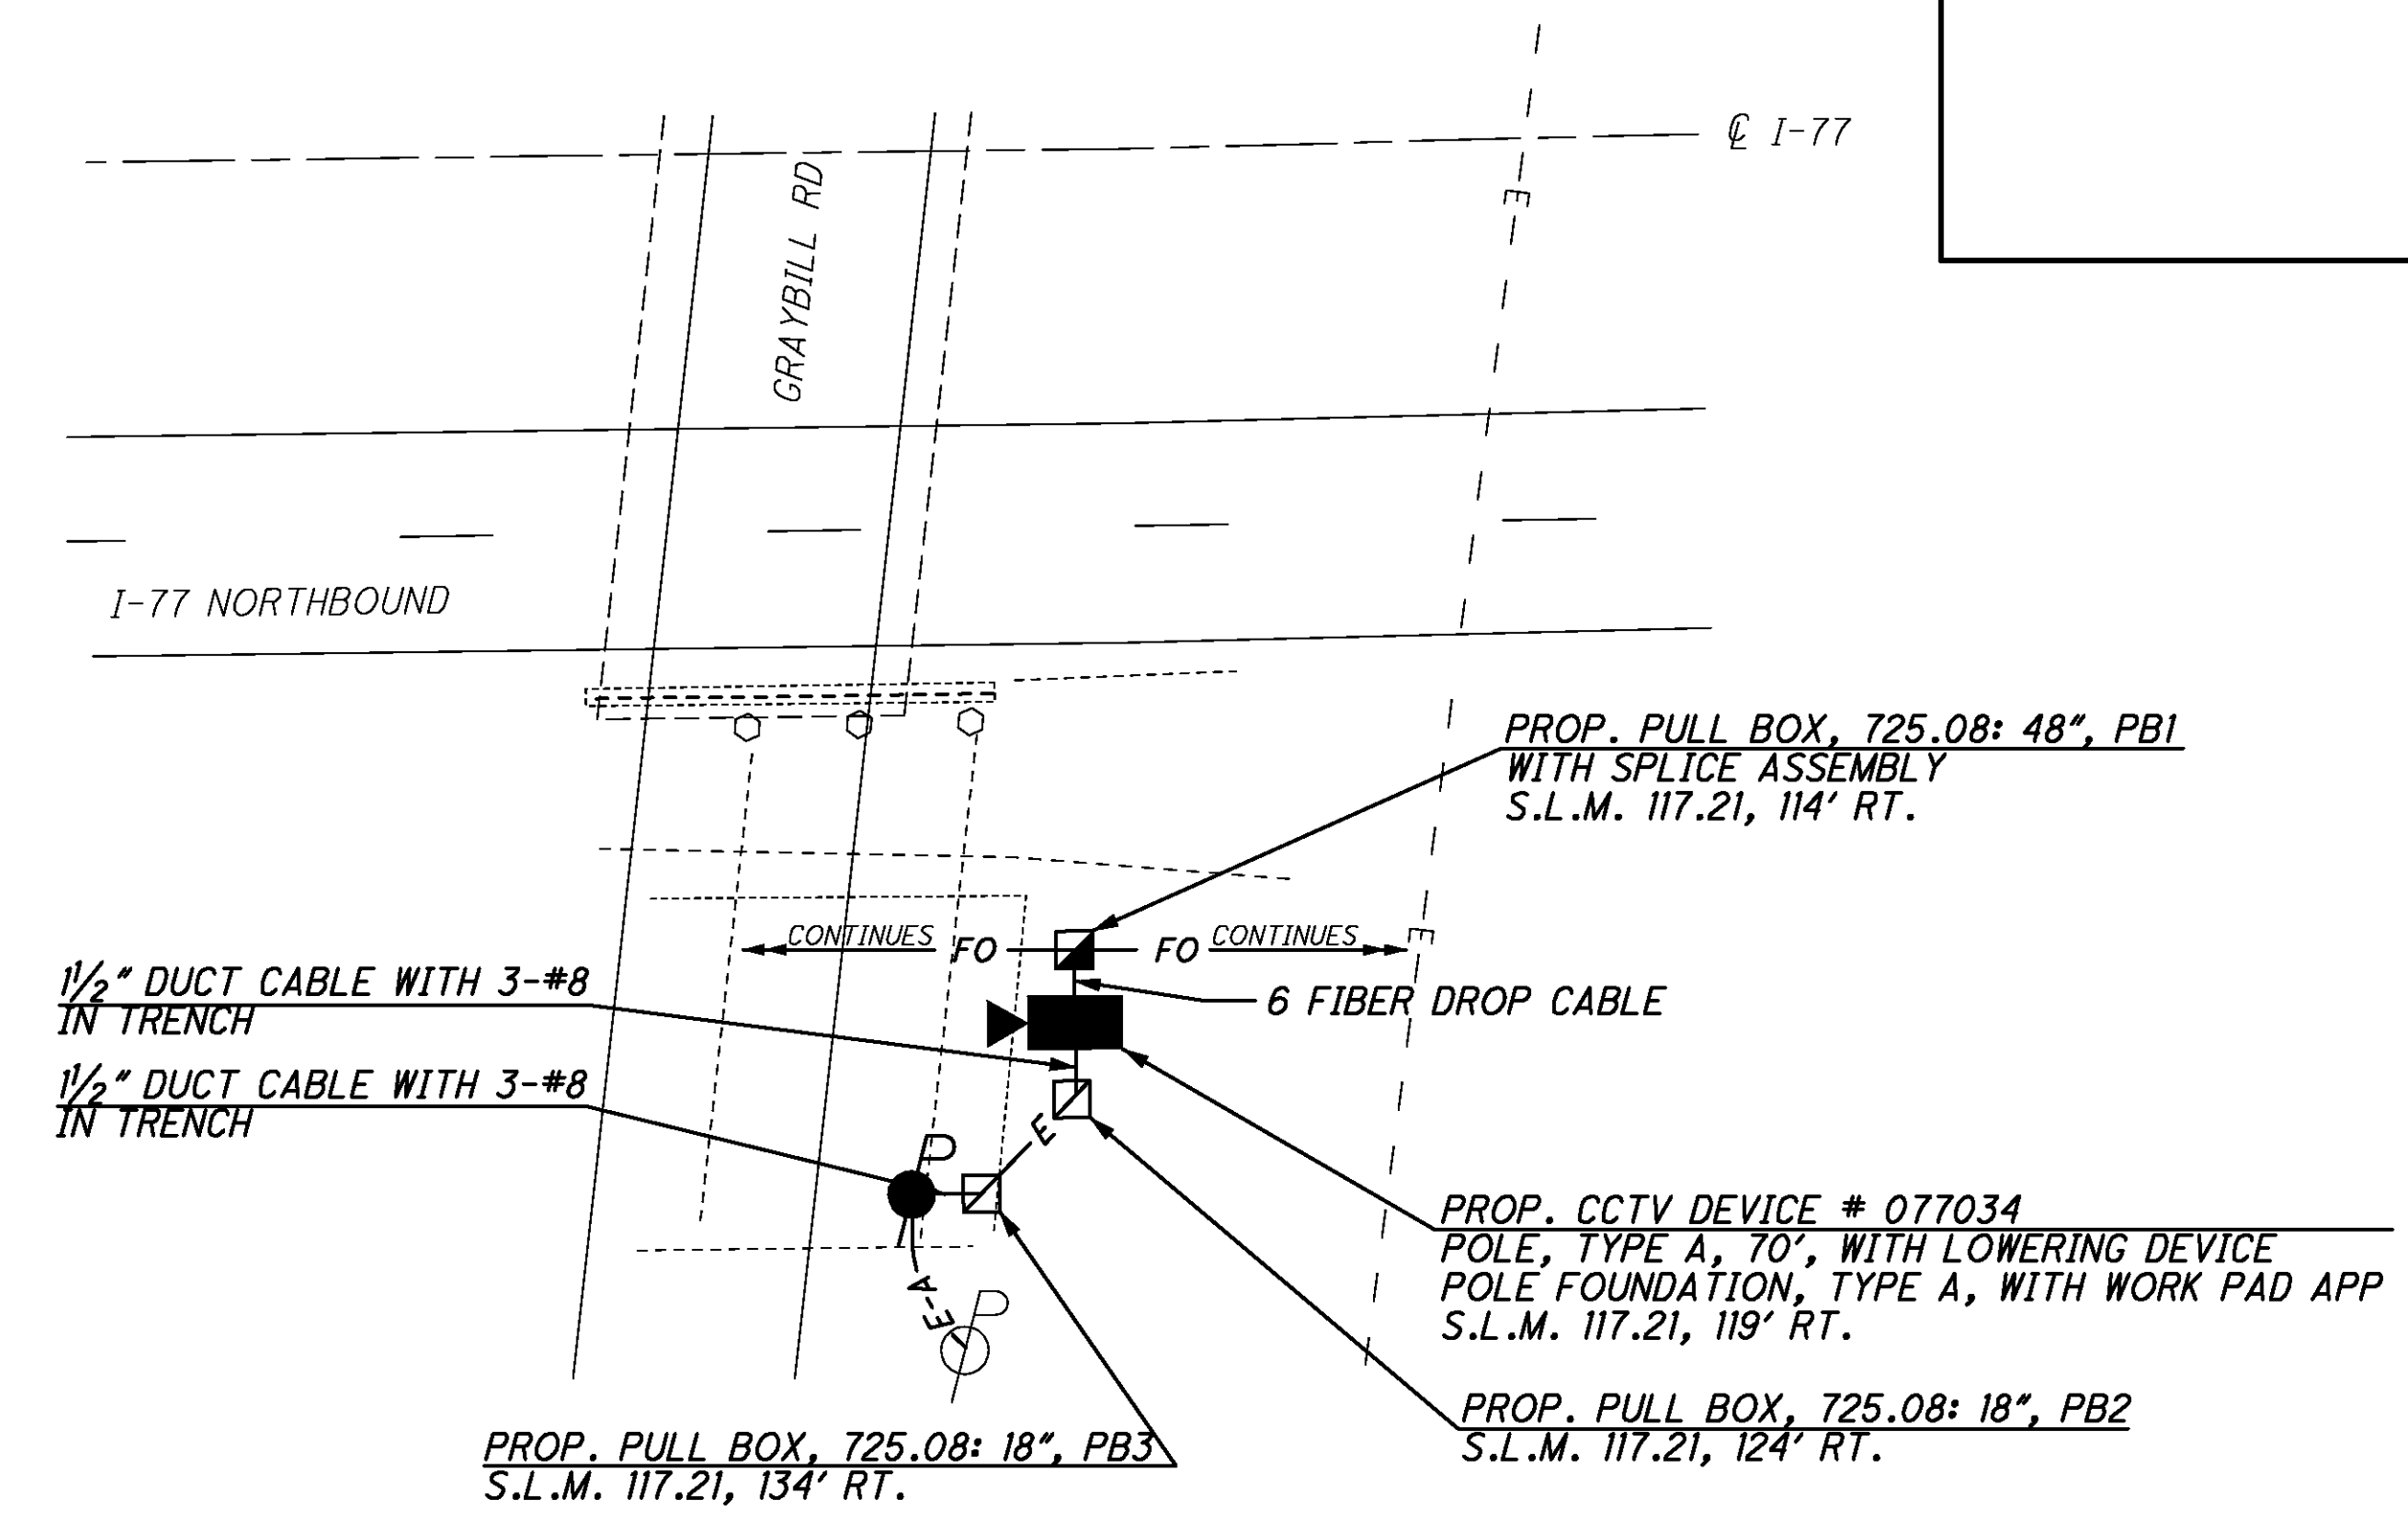 ℄ I-77
GRAYBILL RD
E
I-77 NORTHBOUND
PROP. PULL BOX, 725.08: 48", PB1
WITH SPLICE ASSEMBLY
S.L.M. 117.21, 114' RT.
CONTINUES FO FO CONTINUES
E
1½" DUCT CABLE WITH 3-#8
IN TRENCH
6 FIBER DROP CABLE
1½" DUCT CABLE WITH 3-#8
IN TRENCH
E
P
PROP. CCTV DEVICE # 077034
POLE, TYPE A, 70', WITH LOWERING DEVICE
POLE FOUNDATION, TYPE A, WITH WORK PAD APP
S.L.M. 117.21, 119' RT.
E-A
P
PROP. PULL BOX, 725.08: 18", PB2
S.L.M. 117.21, 124' RT.
PROP. PULL BOX, 725.08: 18", PB3
S.L.M. 117.21, 134' RT.